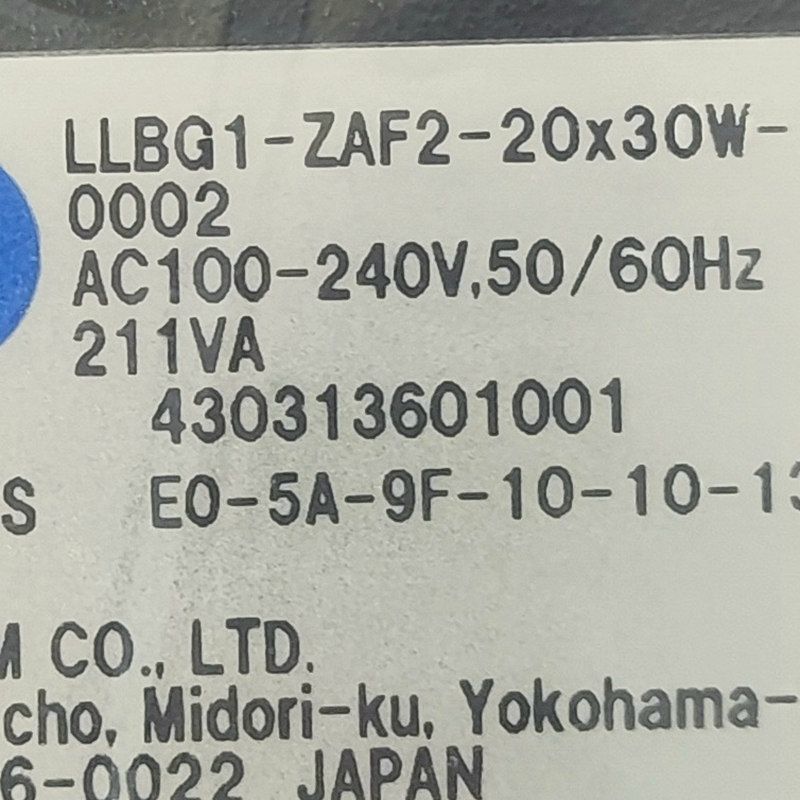 LLBG1-ZAF2-20x30W-
0002
AC100-240V,50/60Hz
211VA
430313601001
S E0-5A-9F-10-10-13
M CO., LTD.
cho, Midori-ku, Yokohama-
6-0022 JAPAN